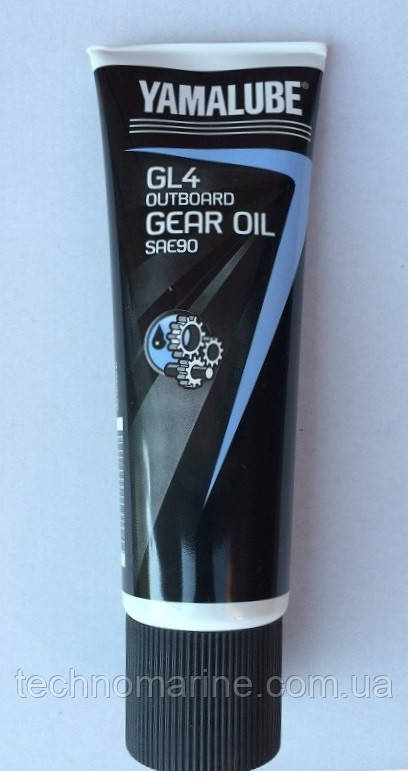 YAMALUBE®
GL4
OUTBOARD
GEAR OIL
SAE90
technomarine.com.ua